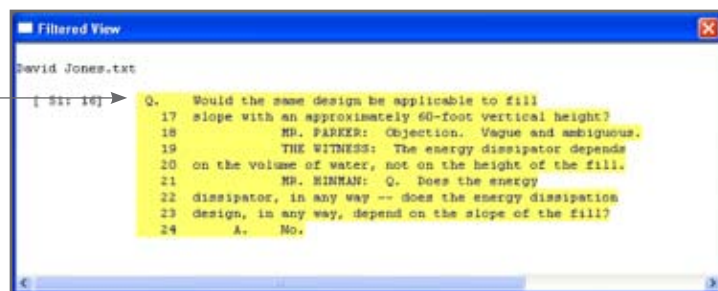 Filtered View
David Jones.txt
[ 51: 16] Q. Would the same design be applicable to fill
17 slope with an approximately 60-foot vertical height?
18 MR. PARKER: Objection. Vague and ambiguous.
19 THE WITNESS: The energy dissipator depends
20 on the volume of water, not on the height of the fill.
21 MR. HINMAN: Q. Does the energy
22 dissipator, in any way -- does the energy dissipation
23 design, in any way, depend on the slope of the fill?
24 A. No.